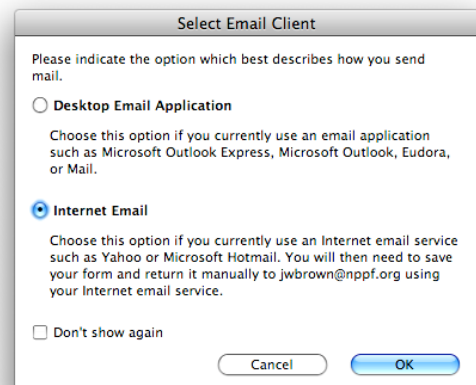 Select Email Client
Please indicate the option which best describes how you send
mail.
Desktop Email Application
Choose this option if you currently use an email application
such as Microsoft Outlook Express, Microsoft Outlook, Eudora,
or Mail.
Internet Email
Choose this option if you currently use an Internet email service
such as Yahoo or Microsoft Hotmail. You will then need to save
your form and return it manually to jwbrown@nppf.org using
your Internet email service.
Don't show again
Cancel OK